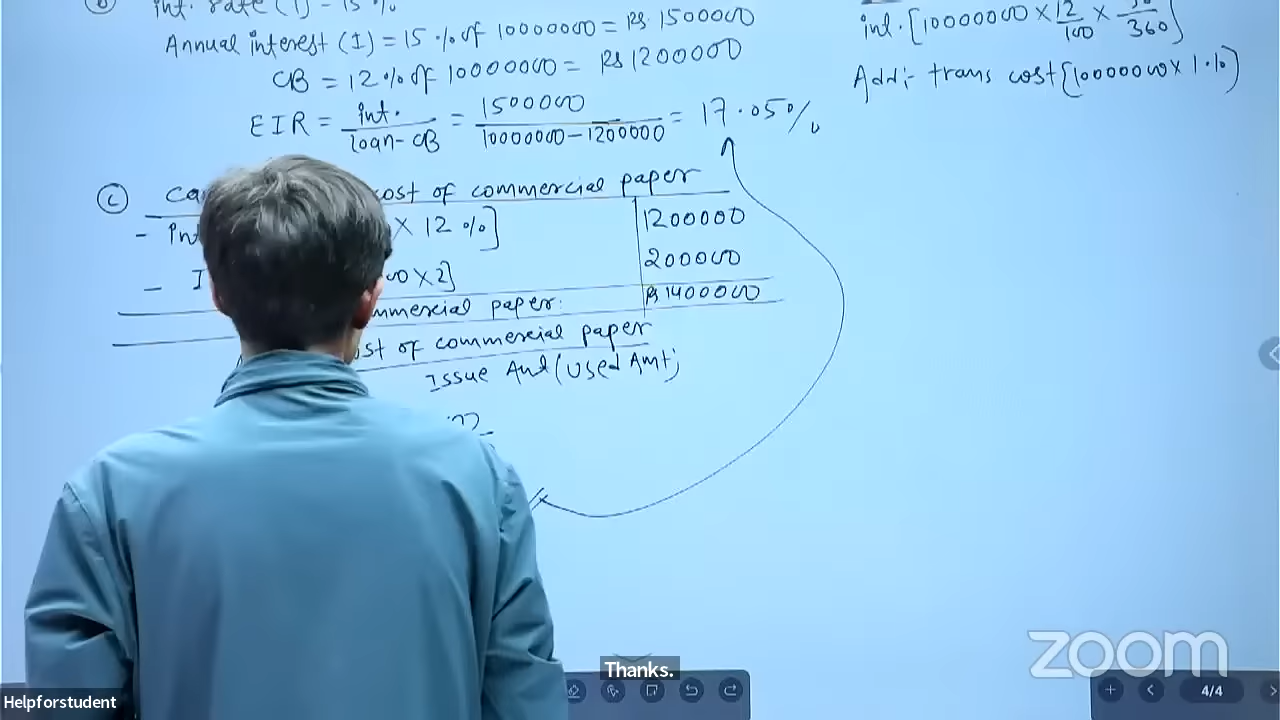 (b) int. rate (I) = 15 %
Annual interest (I) = 15 % of 10000000 = Rs. 1500000
CB = 12 % of 10000000 = Rs 1200000
EIR = int. / loan - CB = 1500000 / 10000000 - 1200000 = 17.05%
(c) cost of commercial paper
- Int × 12 %] 1200000
- I ×2] 200000
mmercial paper: Rs 1400000
cost of commercial paper
Issue Amt (Used Amt)
int. [10000000 × 12/100 × /360]
Add:- trans cost [10000000 × 1%]
zoom
Thanks.
Helpforstudent
4/4